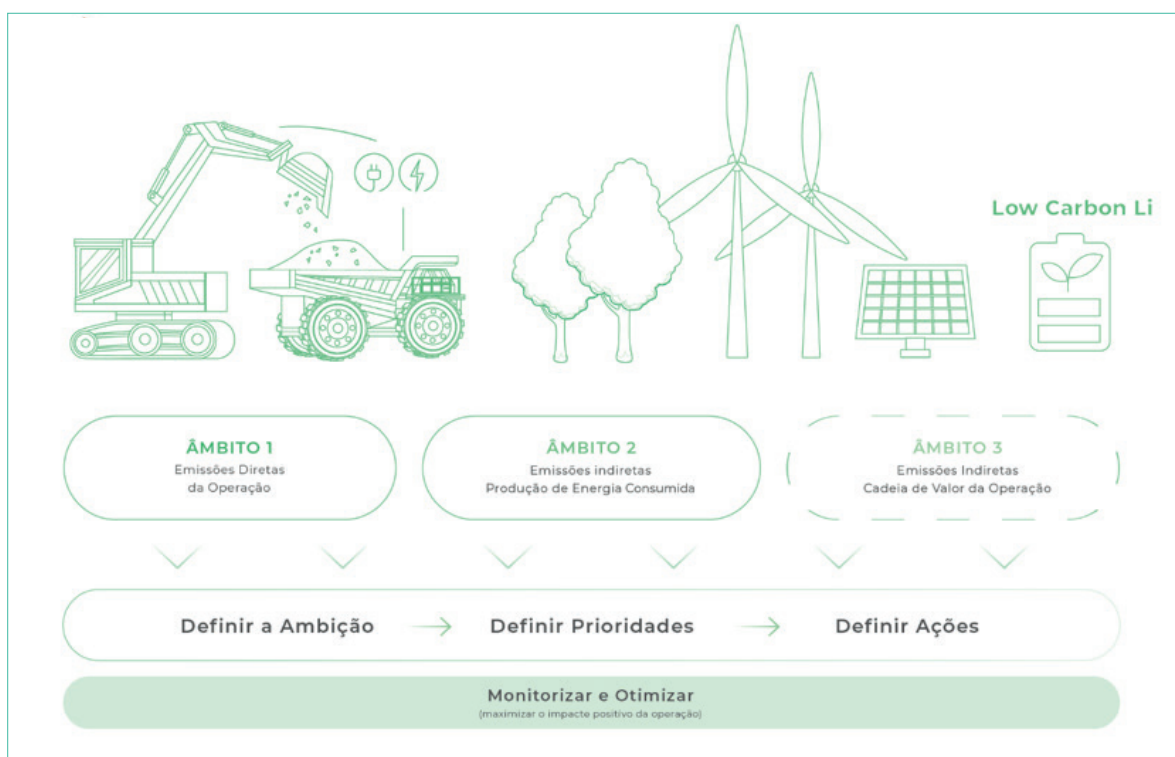 Low Carbon Li
ÂMBITO 1
Emissões Diretas
da Operação
ÂMBITO 2
Emissões indiretas
Produção de Energia Consumida
ÂMBITO 3
Emissões Indiretas
Cadeia de Valor da Operação
Definir a Ambição
Definir Prioridades
Definir Ações
Monitorizar e Otimizar
(maximizar o impacte positivo da operação)